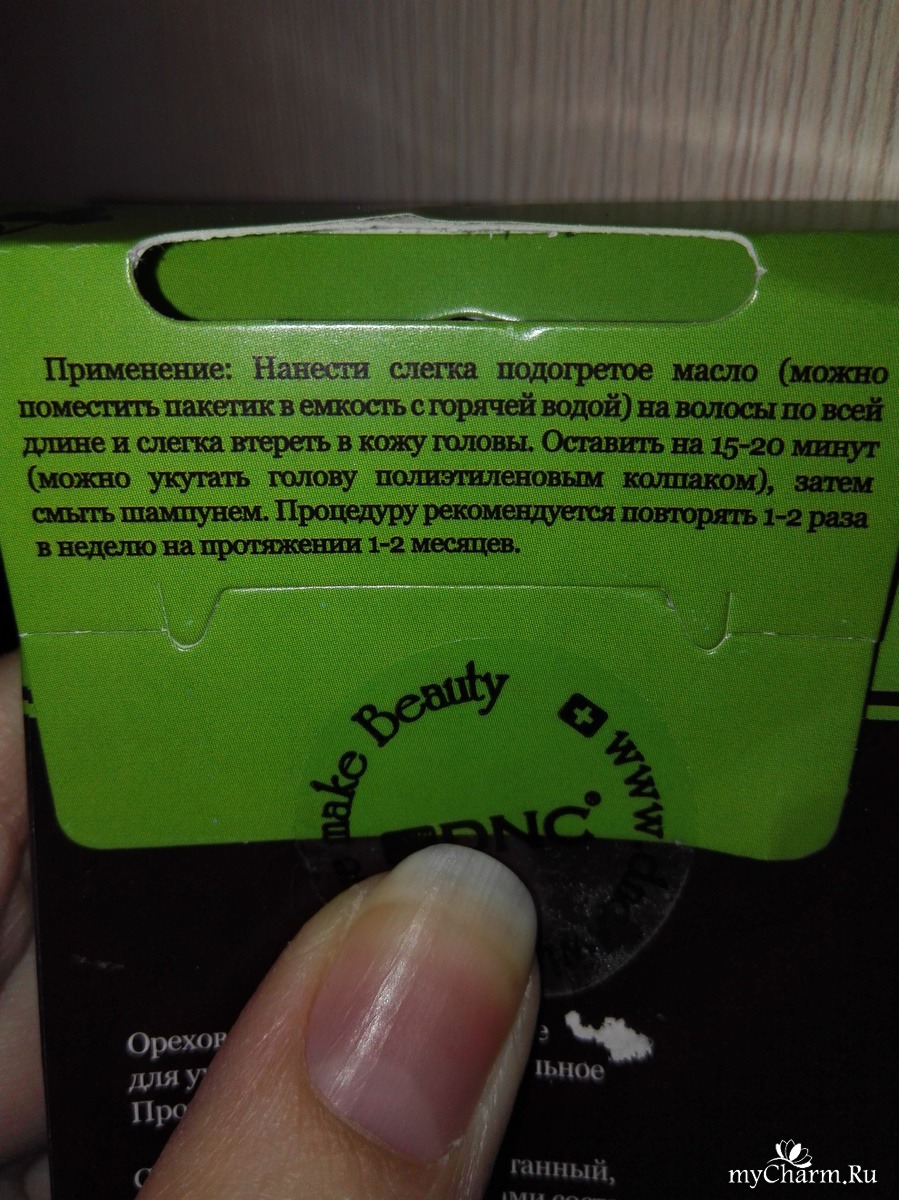 Применение: Нанести слегка подогретое масло (можно
поместить пакетик в емкость с горячей водой) на волосы по всей
длине и слегка втереть в кожу головы. Оставить на 15-20 минут
(можно укутать голову полиэтиленовым колпаком), затем
смыть шампунем. Процедуру рекомендуется повторять 1-2 раза
в неделю на протяжении 1-2 месяцев.
make Beauty
www.d
DNC®
для
myCharm.Ru